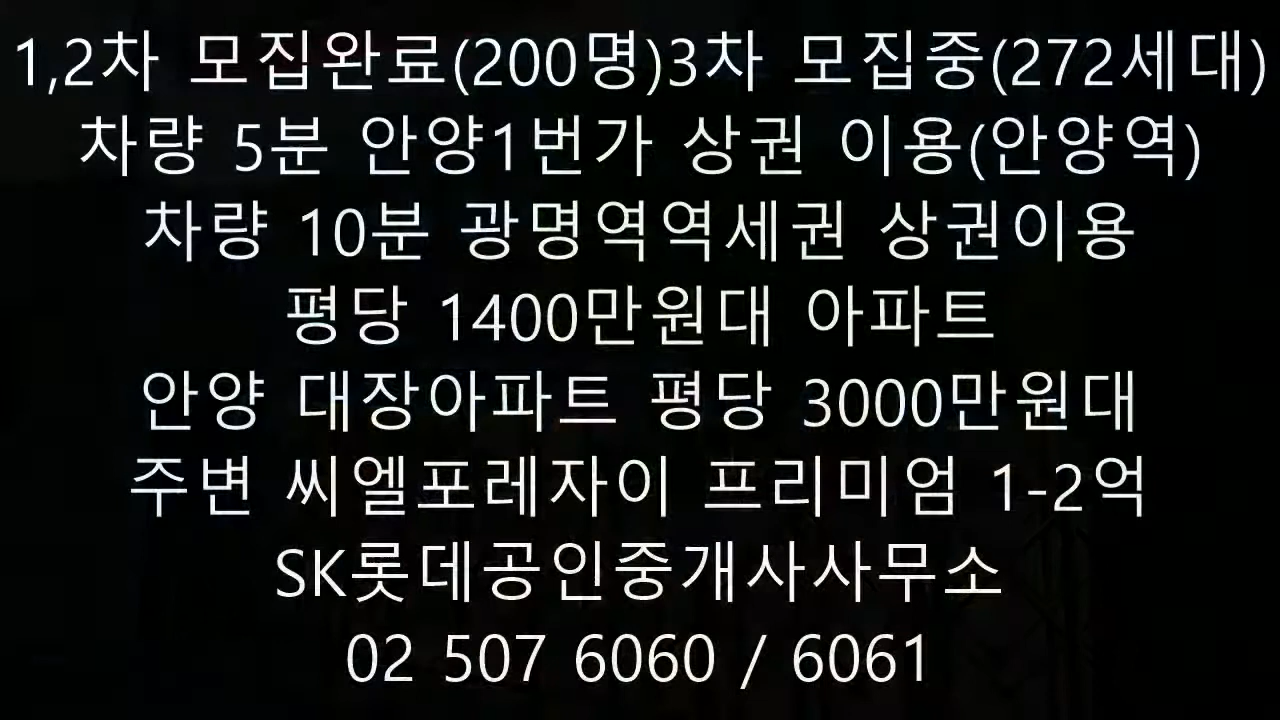 1,2차 모집완료(200명)3차 모집중(272세대)
차량 5분 안양1번가 상권 이용(안양역)
차량 10분 광명역역세권 상권이용
평당 1400만원대 아파트
안양 대장아파트 평당 3000만원대
주변 씨엘포레자이 프리미엄 1-2억
SK롯데공인중개사사무소
02 507 6060 / 6061